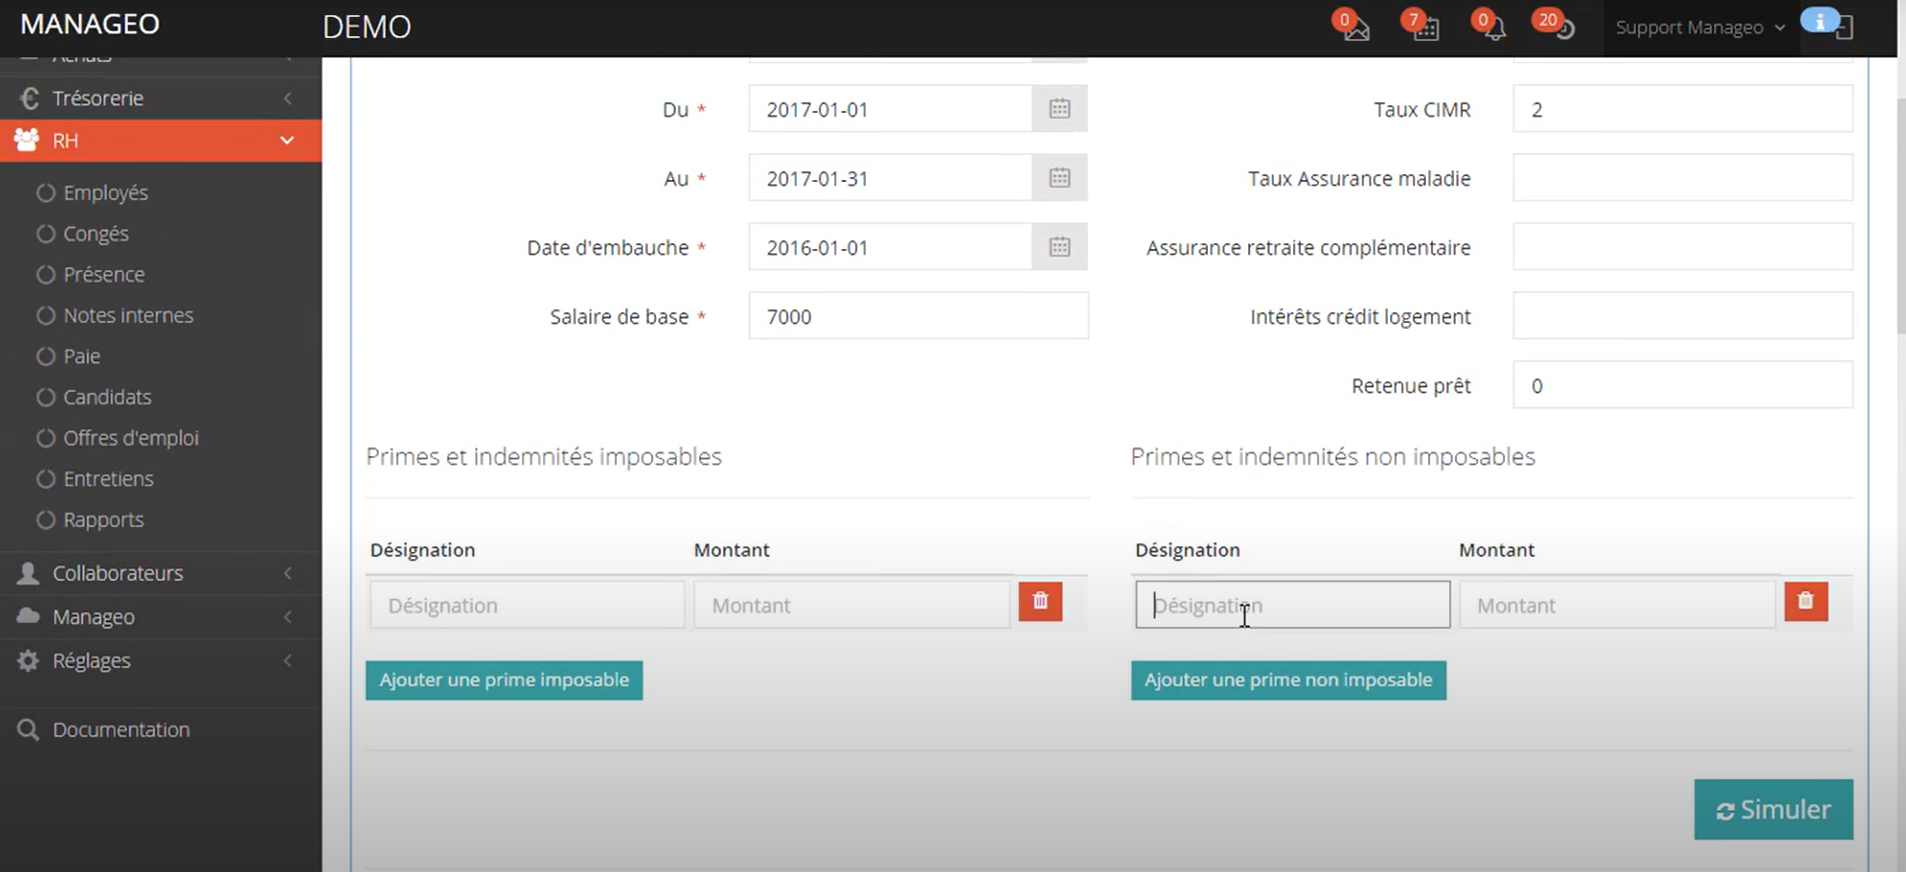 MANAGEO
DEMO
0
7
0
20
Support Manageo
Achats
Trésorerie
RH
Employés
Congés
Présence
Notes internes
Paie
Candidats
Offres d'emploi
Entretiens
Rapports
Collaborateurs
Manageo
Réglages
Documentation
Du * 2017-01-01
Au * 2017-01-31
Date d'embauche * 2016-01-01
Salaire de base * 7000
Taux CIMR 2
Taux Assurance maladie
Assurance retraite complémentaire
Intérêts crédit logement
Retenue prêt 0
Primes et indemnités imposables
Désignation Montant
Désignation Montant
Ajouter une prime imposable
Primes et indemnités non imposables
Désignation Montant
Désignation Montant
Ajouter une prime non imposable
Simuler